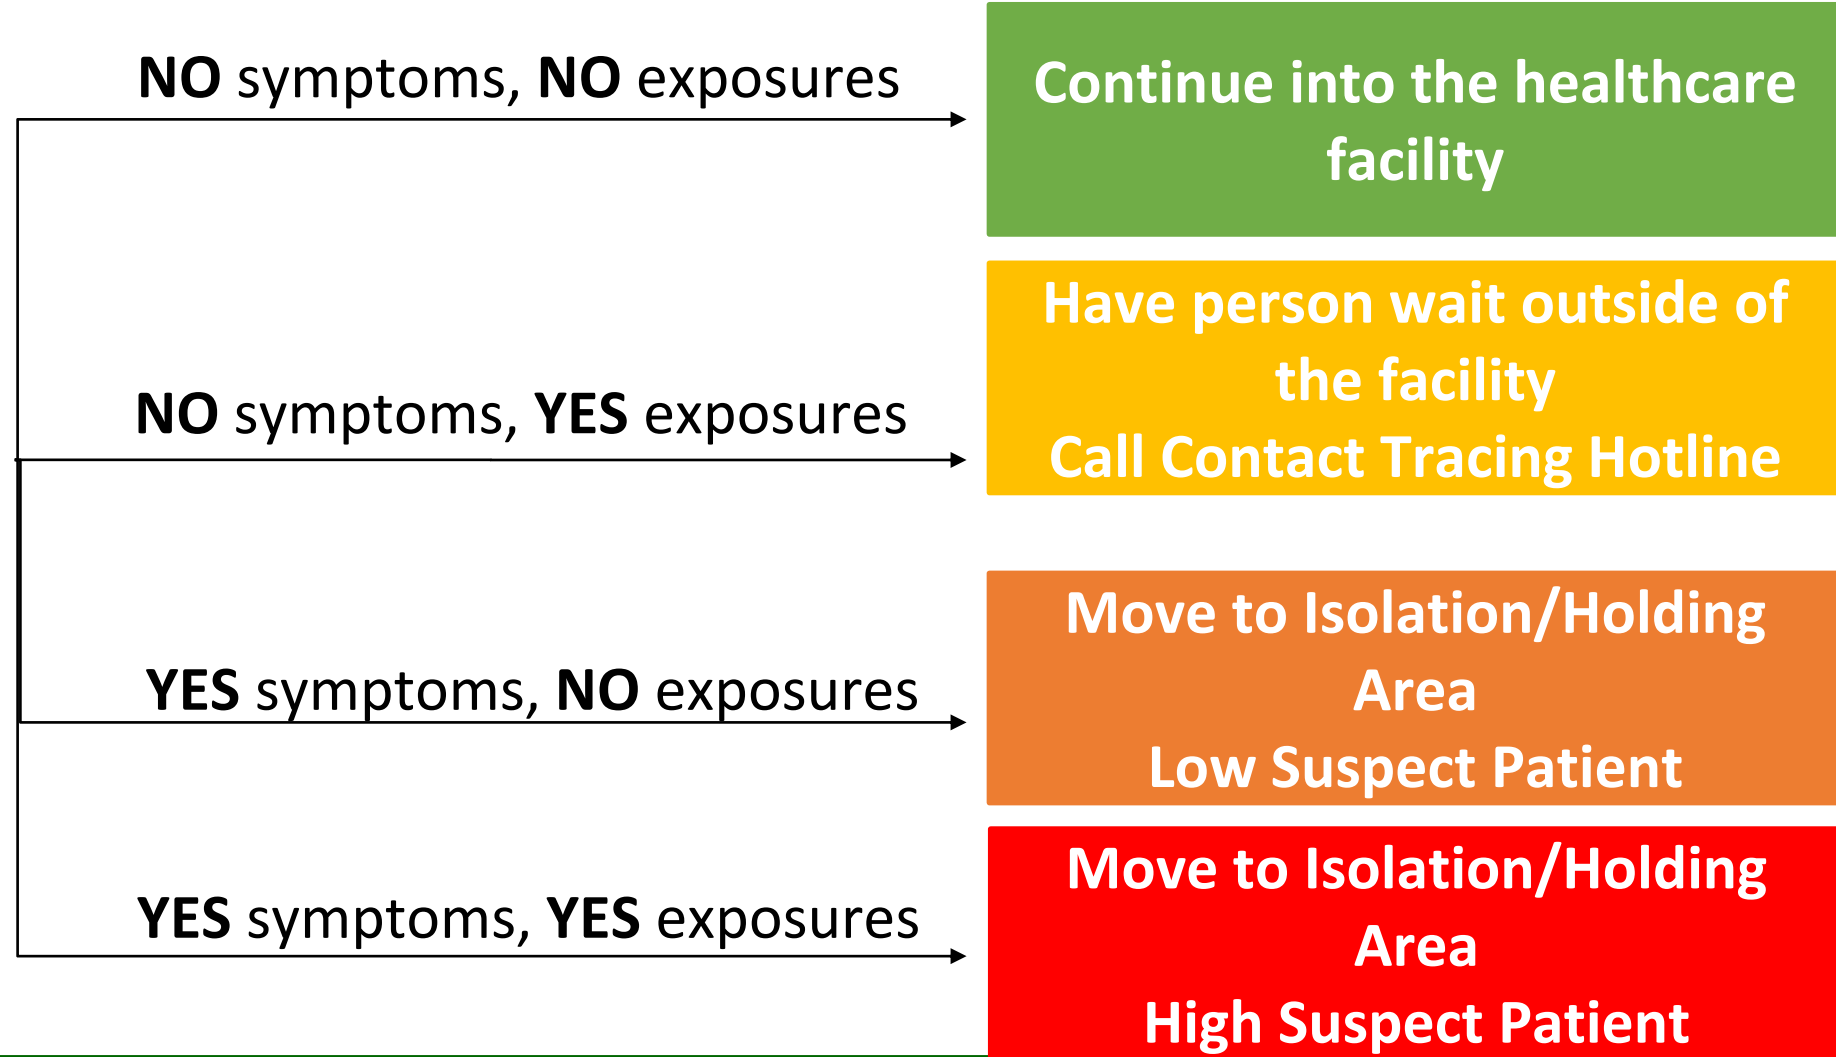 NO symptoms, NO exposures
Continue into the healthcare
facility
NO symptoms, YES exposures
Have person wait outside of
the facility
Call Contact Tracing Hotline
YES symptoms, NO exposures
Move to Isolation/Holding
Area
Low Suspect Patient
YES symptoms, YES exposures
Move to Isolation/Holding
Area
High Suspect Patient